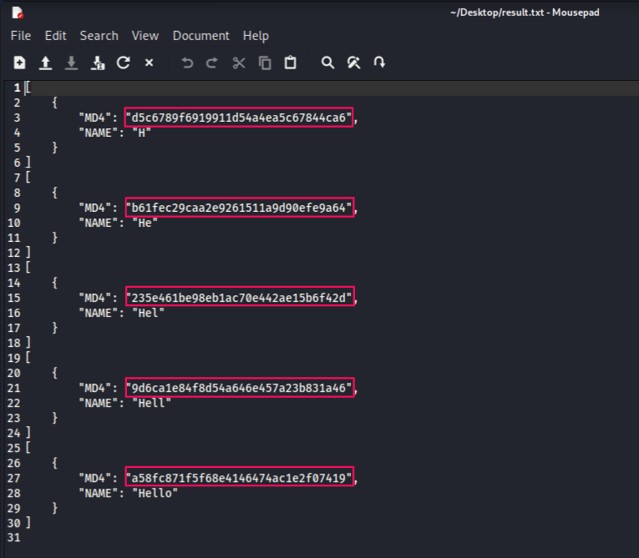 ~/Desktop/result.txt - Mousepad
File Edit Search View Document Help
1 [
2 {
3 "MD4": "d5c6789f6919911d54a4ea5c67844ca6",
4 "NAME": "H"
5 }
6 ]
7 [
8 {
9 "MD4": "b61fec29caa2e9261511a9d90efe9a64",
10 "NAME": "He"
11 }
12 ]
13 [
14 {
15 "MD4": "235e461be98eb1ac70e442ae15b6f42d",
16 "NAME": "Hel"
17 }
18 ]
19 [
20 {
21 "MD4": "9d6ca1e84f8d54a646e457a23b831a46",
22 "NAME": "Hell"
23 }
24 ]
25 [
26 {
27 "MD4": "a58fc871f5f68e4146474ac1e2f07419",
28 "NAME": "Hello"
29 }
30 ]
31